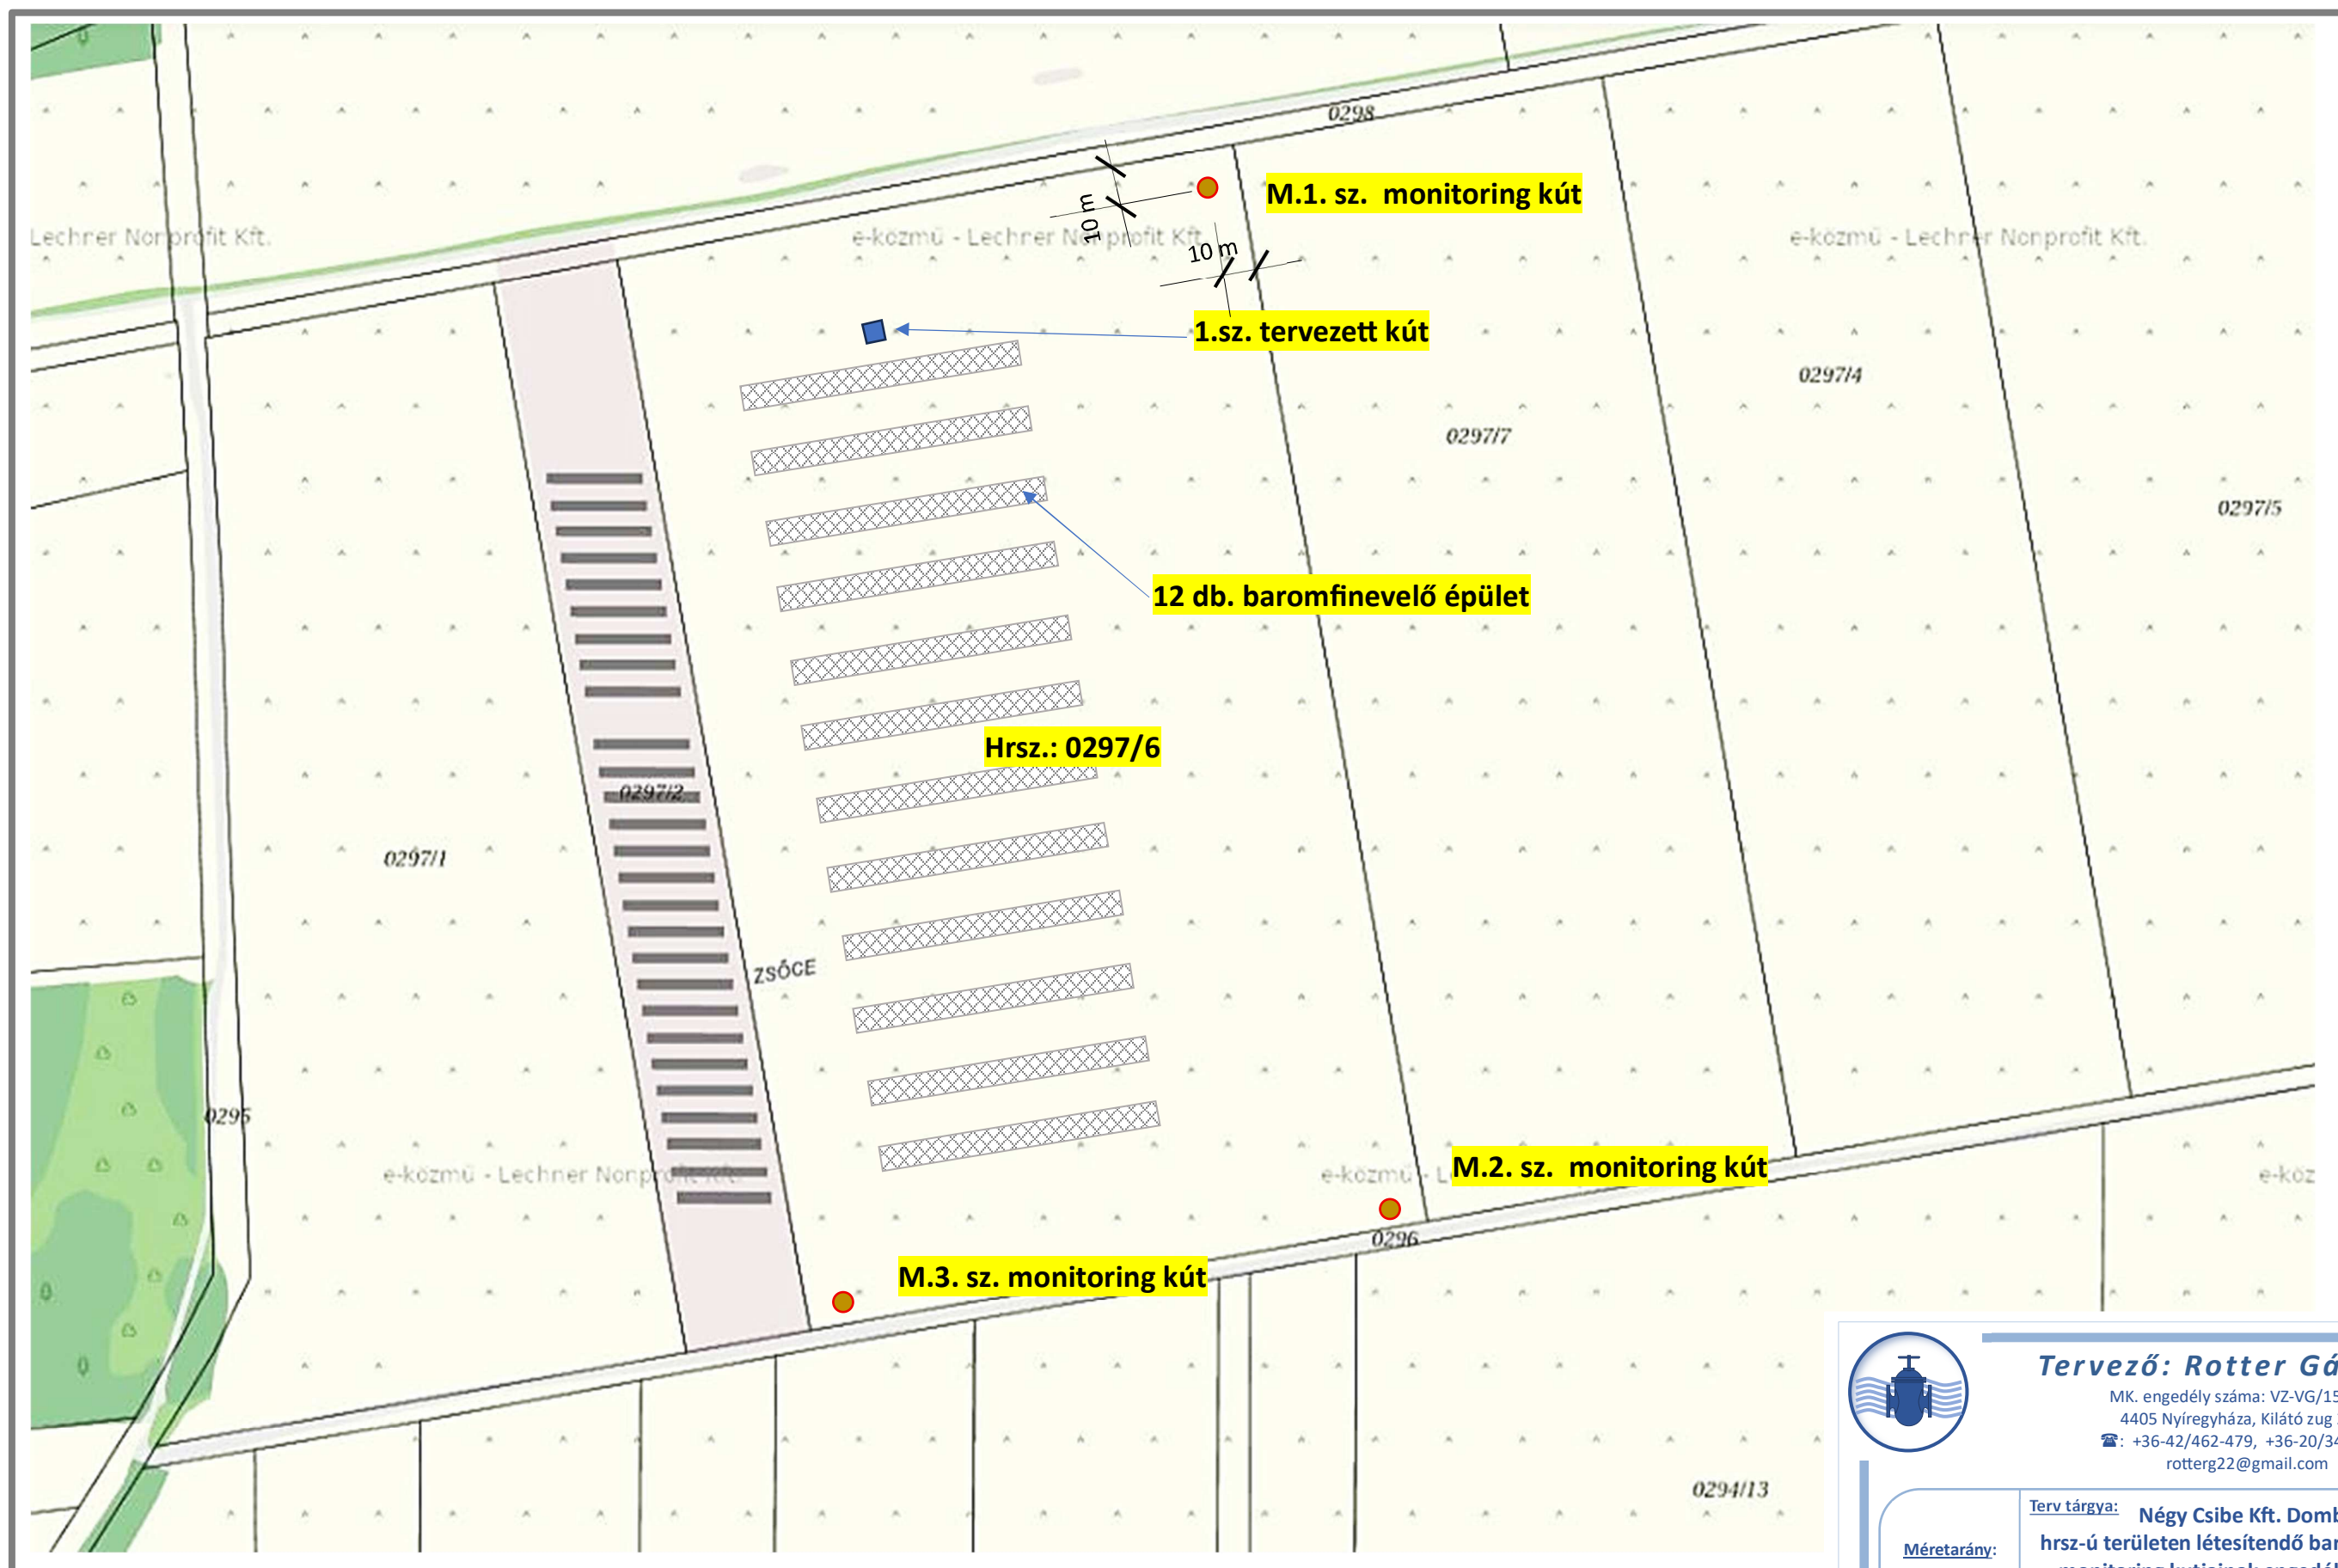 0298
M.1. sz. monitoring kút
10 m
Lechner Nonprofit Kft.
e-közmű - Lechner Nonprofit Kft.
e-közmű - Lechner Nonprofit Kft.
10 m
1.sz. tervezett kút
0297/4
0297/7
0297/5
12 db. baromfinevelő épület
Hrsz.: 0297/6
0297/2
0297/1
ZSŐCE
0295
e-közmű - Lechner Nonprofit Kft.
e-közmű - L
M.2. sz. monitoring kút
e-köz
0296
M.3. sz. monitoring kút
0294/13
Tervező: Rotter Gá
MK. engedély száma: VZ-VG/15
4405 Nyíregyháza, Kilátó zug
☎: +36-42/462-479, +36-20/34
rotterg22@gmail.com
Terv tárgya: Négy Csibe Kft. Domb
hrsz-ú területen létesítendő bar
Méretarány: